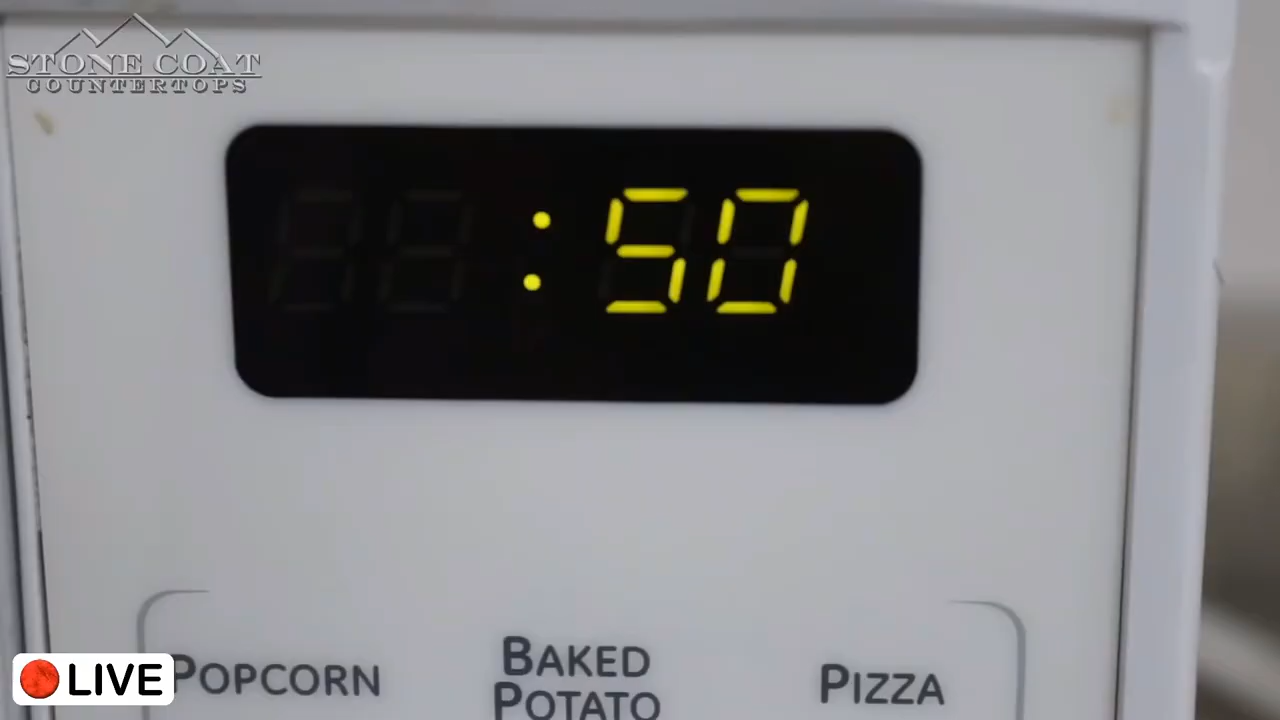 STONE COAT
COUNTERTOPS
:50
POPCORN
BAKED
POTATO
PIZZA
LIVE